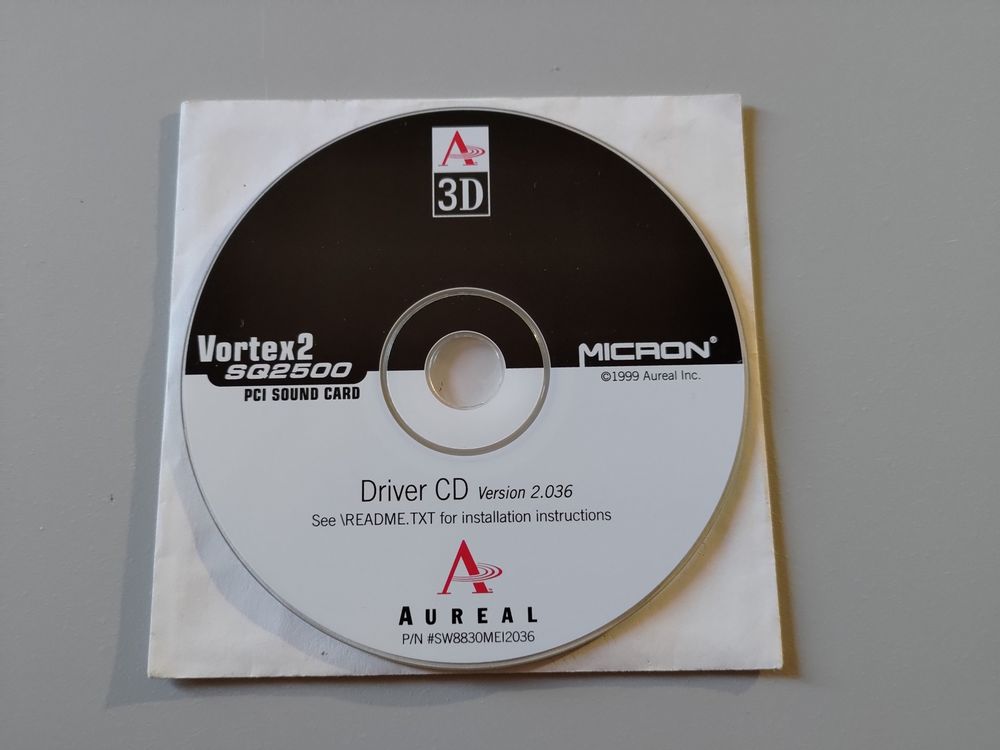 A
3D
Vortex2
SQ2500
PCI SOUND CARD
MICRON®
©1999 Aureal Inc.
Driver CD Version 2.036
See \README.TXT for installation instructions
A
AUREAL
P/N #SW8830MEI2036